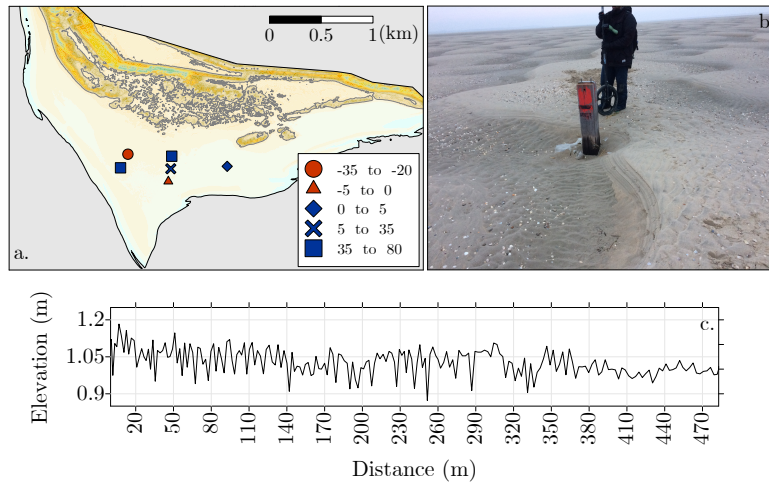 0 0.5 1 (km)
-35 to -20
-5 to 0
0 to 5
5 to 35
35 to 80
a.
b.
Elevation (m)
1.2
1.05
0.9
c.
20 50 80 110 140 170 200 230 260 290 320 350 380 410 440 470
Distance (m)